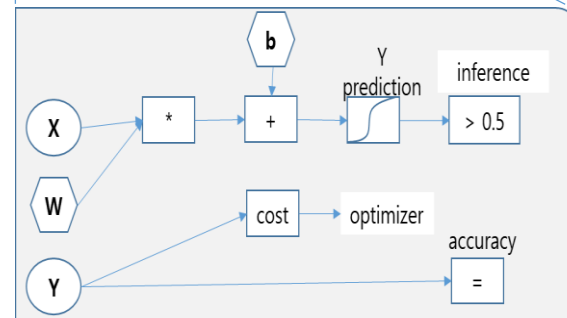 b
Y
prediction
inference
X
*
+
> 0.5
W
cost
optimizer
accuracy
Y
=